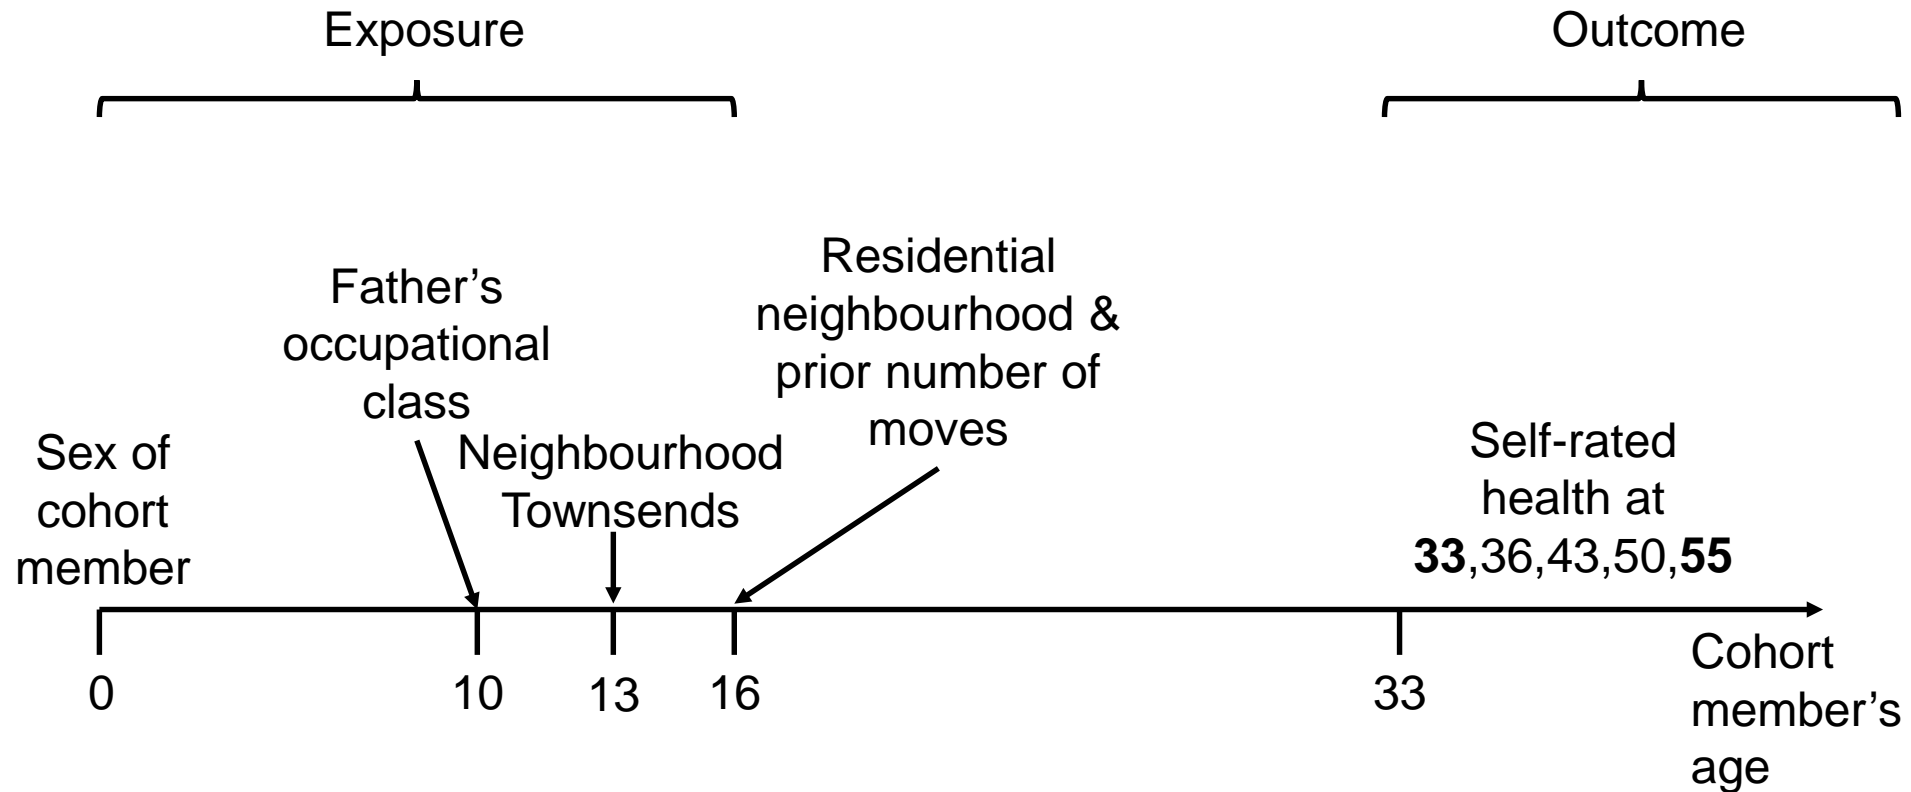 Exposure
Outcome
Father’s
occupational
class
Residential
neighbourhood &
prior number of
moves
Sex of
cohort
member
Neighbourhood
Townsends
Self-rated
health at
33,36,43,50,55
0
10
13
16
33
Cohort
member’s
age